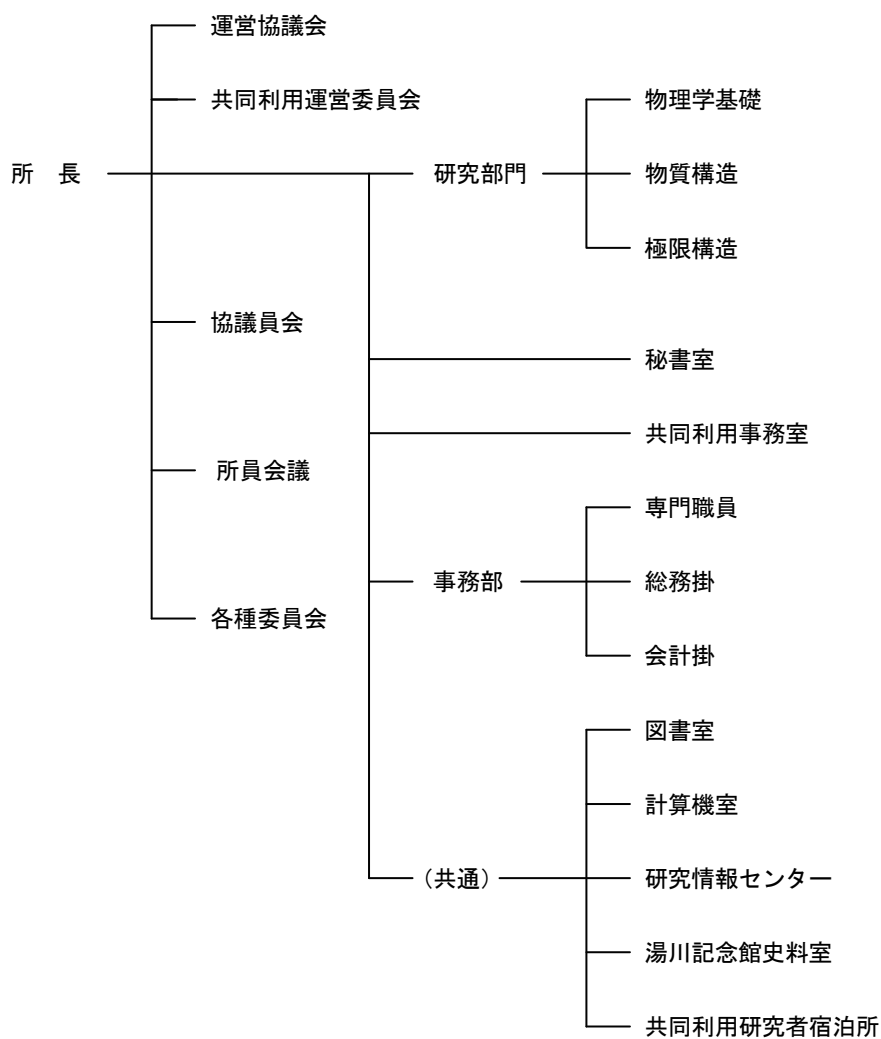 運営協議会
共同利用運営委員会
物理学基礎
所　長
研究部門
物質構造
極限構造
協議員会
秘書室
共同利用事務室
所員会議
専門職員
事務部
総務掛
各種委員会
会計掛
図書室
計算機室
（共通）
研究情報センター
湯川記念館史料室
共同利用研究者宿泊所